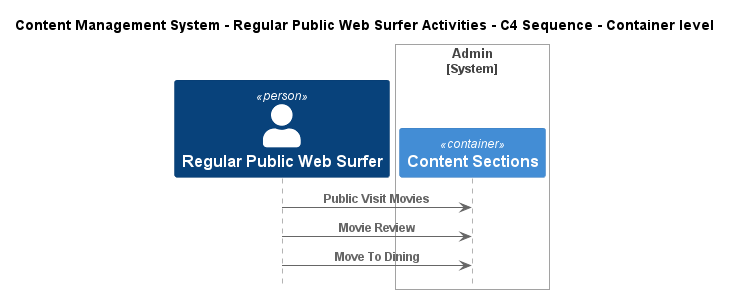 Content Management System - Regular Public Web Surfer Activities - C4 Sequence - Container level
Admin
[System]
«person»
Regular Public Web Surfer
«container»
Content Sections
Public Visit Movies
Movie Review
Move To Dining